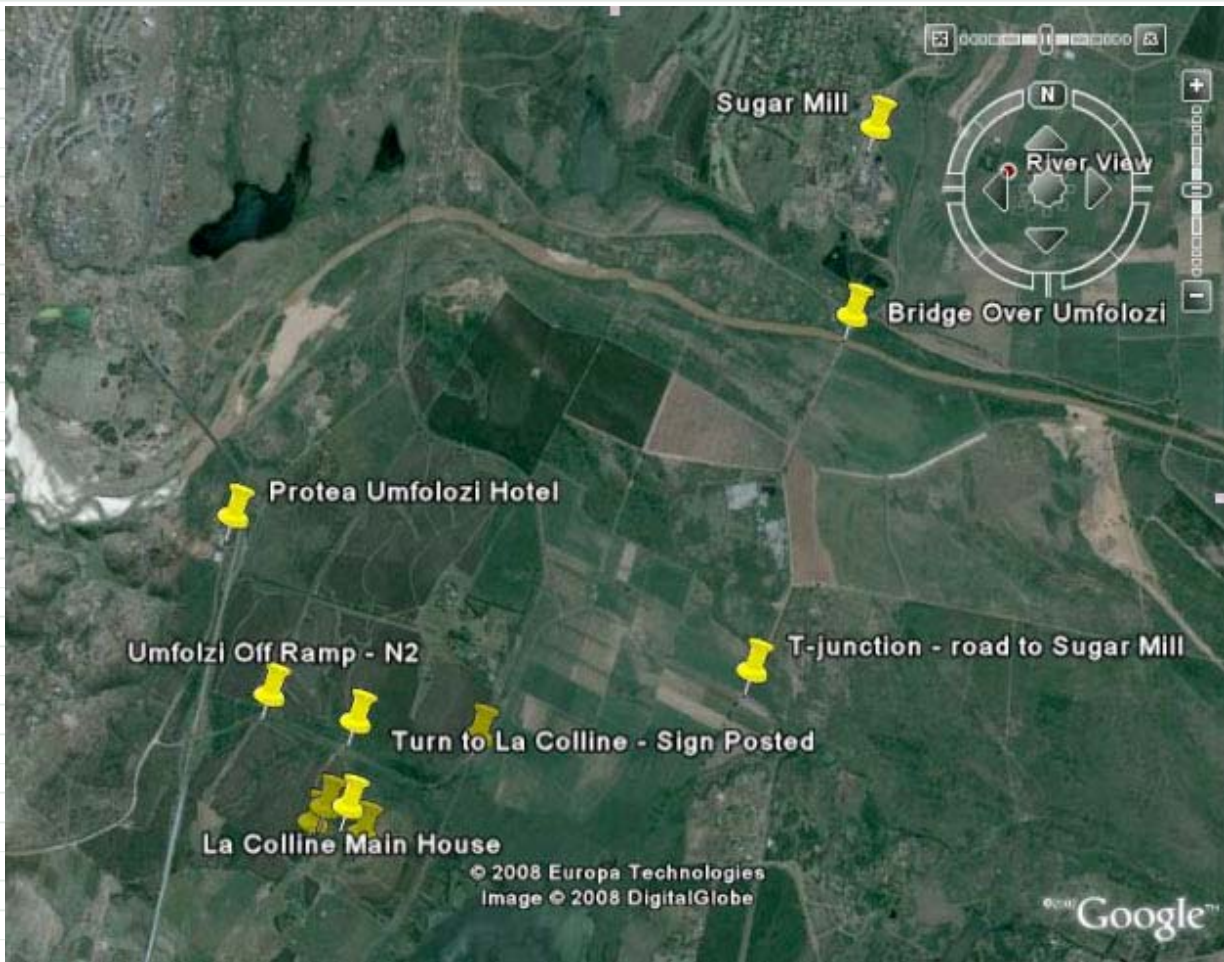 Sugar Mill
N
River View
Bridge Over Umfolozi
Protea Umfolozi Hotel
Umfolzi Off Ramp - N2
T-junction - road to Sugar Mill
Turn to La Colline - Sign Posted
La Colline Main House
© 2008 Europa Technologies
Image © 2008 DigitalGlobe
Google™